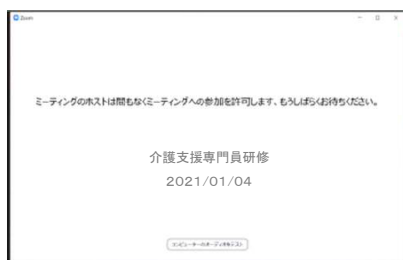 Zoom
ミーティングのホストは間もなくミーティングへの参加を許可します、もうしばらくお待ちください。
介護支援専門員研修
2021/01/04
コンピューターのオーディオをテスト